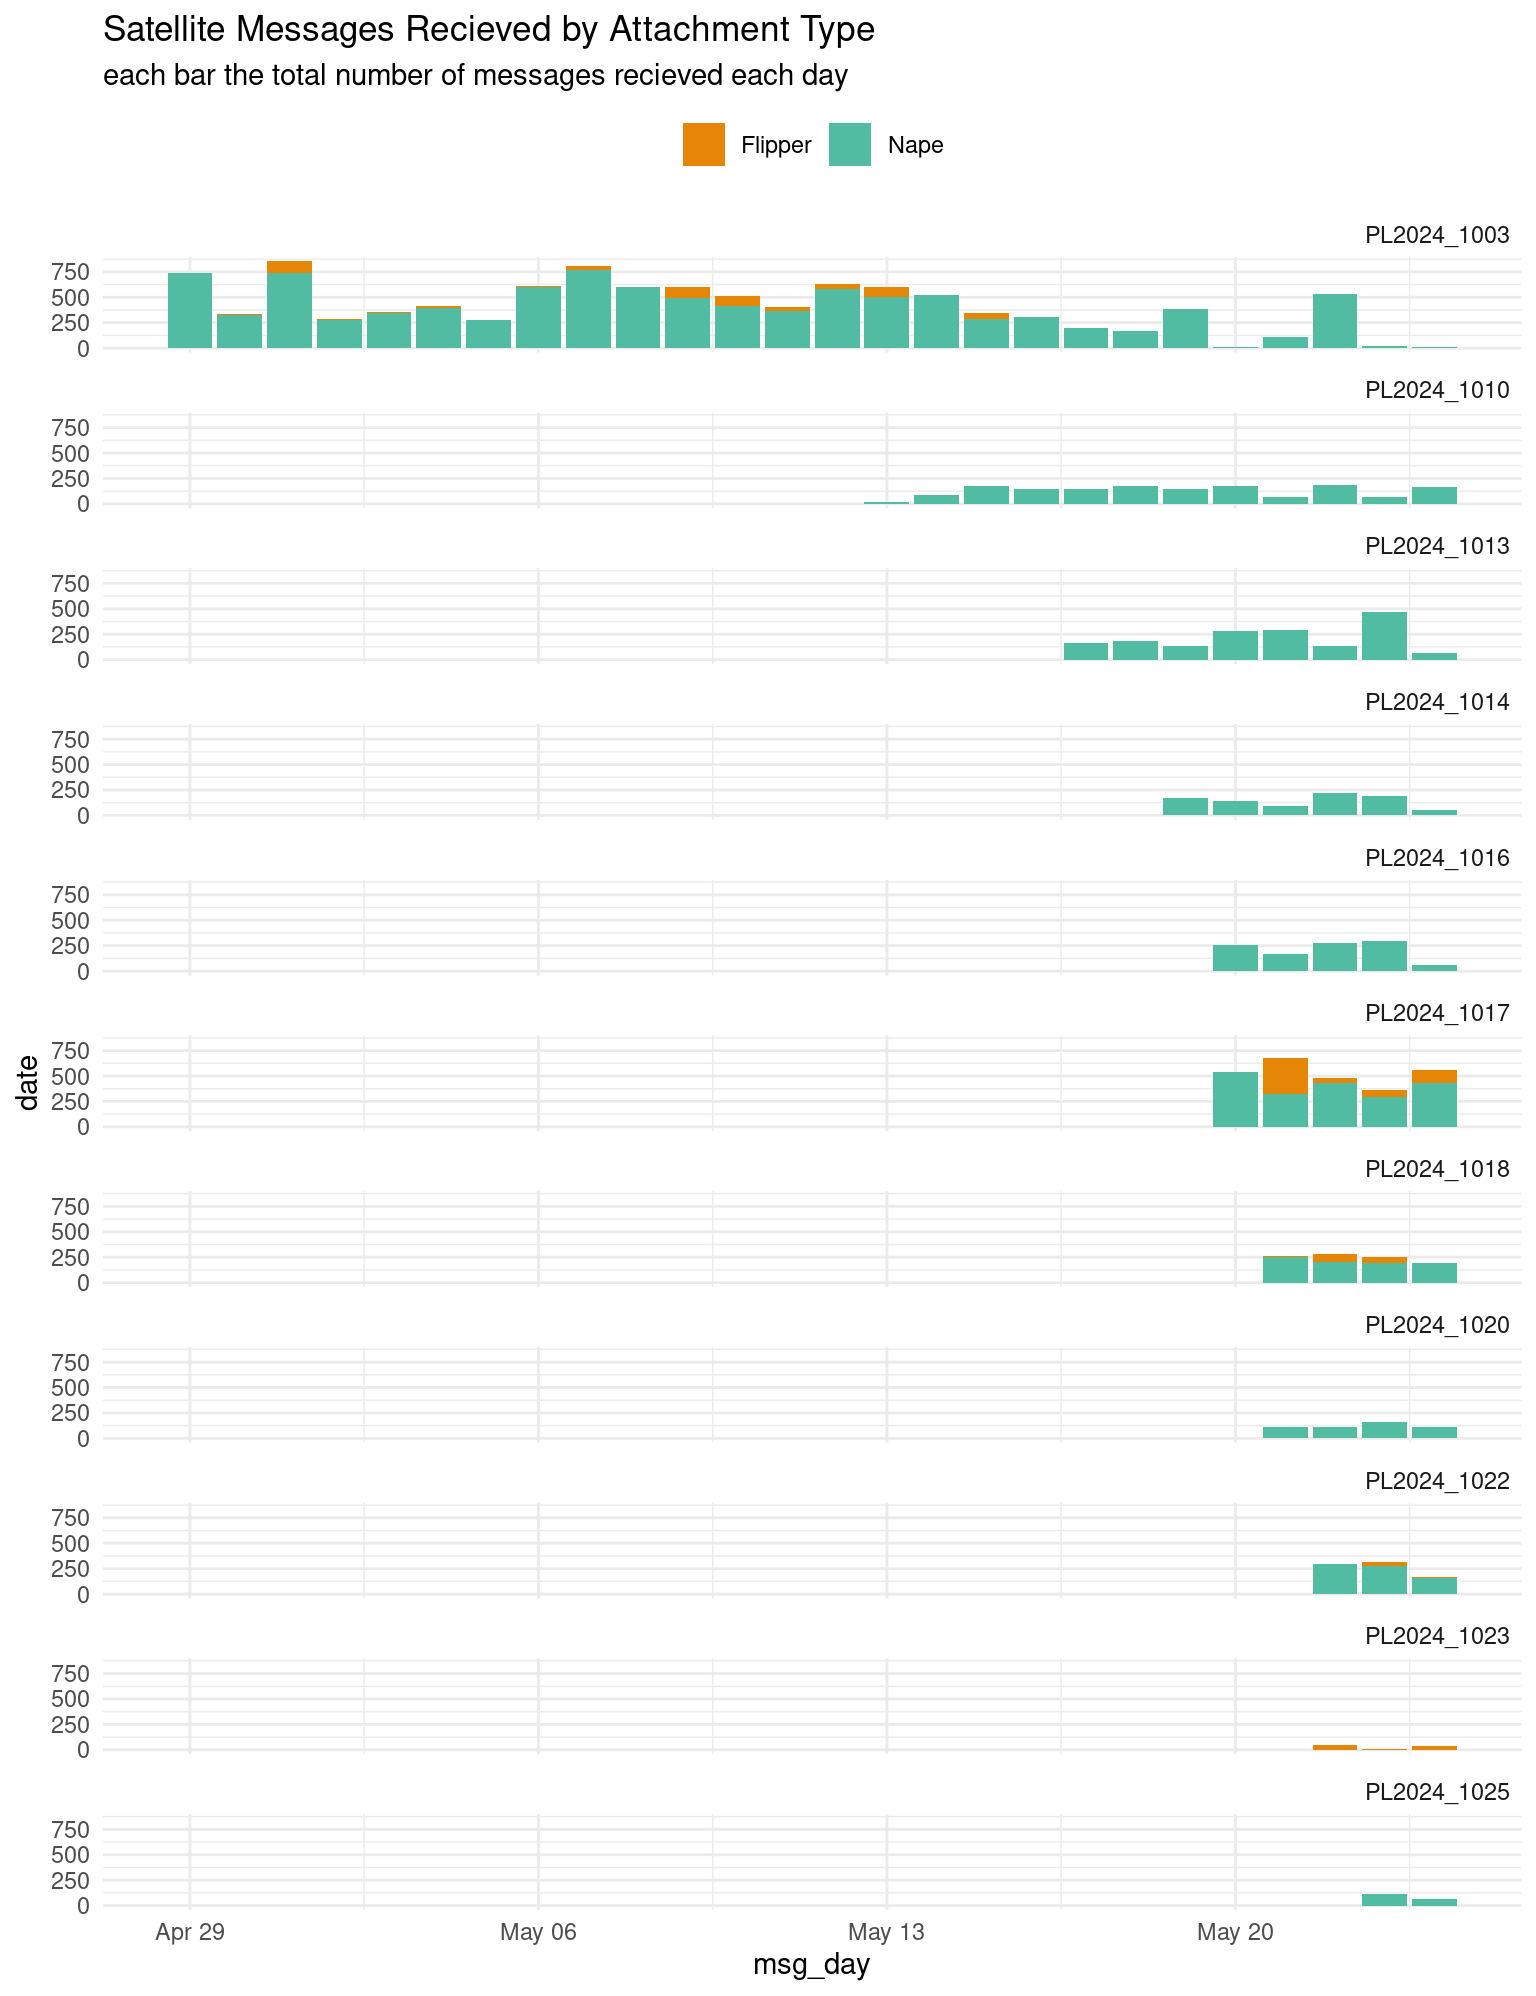 Satellite Messages Recieved by Attachment Type
each bar the total number of messages recieved each day
Flipper Nape
PL2024_1003
750
500
250
0
PL2024_1010
750
500
250
0
PL2024_1013
750
500
250
0
PL2024_1014
750
500
250
0
PL2024_1016
750
500
250
0
PL2024_1017
750
500
250
0
date
PL2024_1018
750
500
250
0
PL2024_1020
750
500
250
0
PL2024_1022
750
500
250
0
PL2024_1023
750
500
250
0
PL2024_1025
750
500
250
0
Apr 29 May 06 May 13 May 20
msg_day